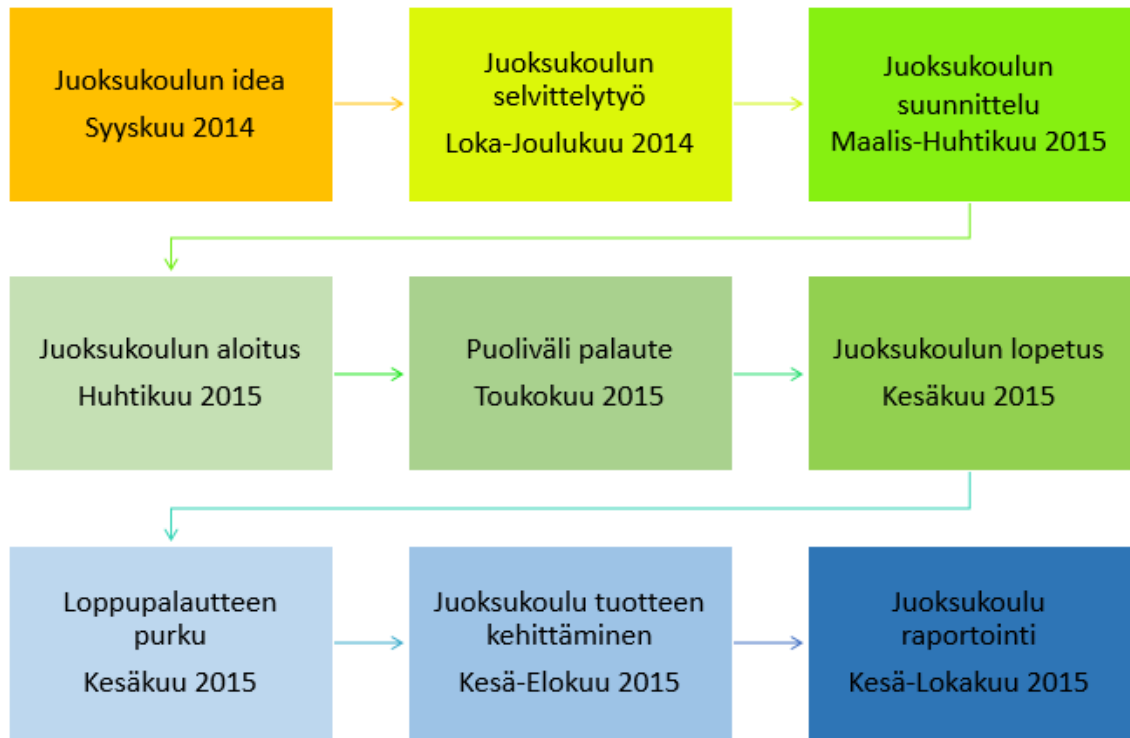 Juoksukoulun idea
Syyskuu 2014
Juoksukoulun
selvittelytyö
Loka-Joulukuu 2014
Juoksukoulun
suunnittelu
Maalis-Huhtikuu 2015
Juoksukoulun aloitus
Huhtikuu 2015
Puoliväli palaute
Toukokuu 2015
Juoksukoulun lopetus
Kesäkuu 2015
Loppupalautteen
purku
Kesäkuu 2015
Juoksukoulu tuotteen
kehittäminen
Kesä-Elokuu 2015
Juoksukoulu
raportointi
Kesä-Lokakuu 2015